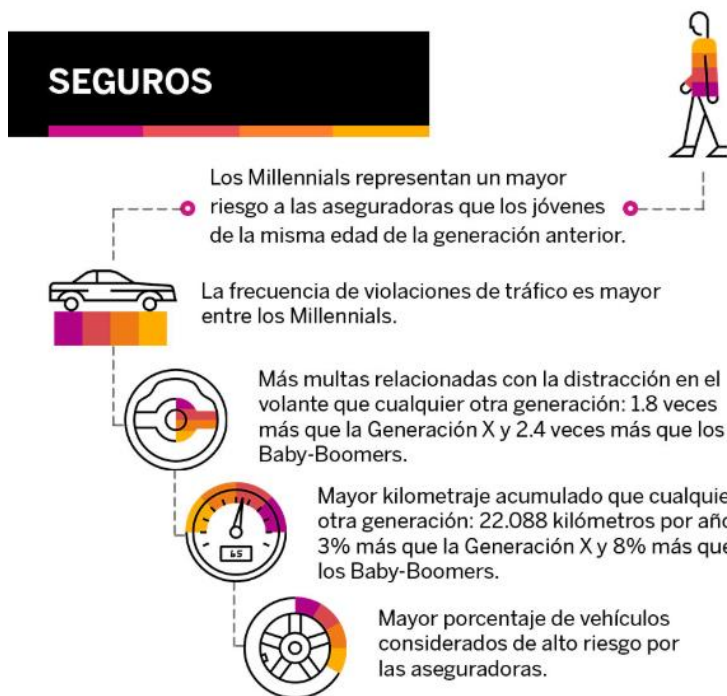 SEGUROS
Los Millennials representan un mayor
riesgo a las aseguradoras que los jóvenes
de la misma edad de la generación anterior.
La frecuencia de violaciones de tráfico es mayor
entre los Millennials.
Más multas relacionadas con la distracción en el
volante que cualquier otra generación: 1.8 veces
más que la Generación X y 2.4 veces más que los
Baby-Boomers.
Mayor kilometraje acumulado que cualquie
otra generación: 22.088 kilómetros por año
3% más que la Generación X y 8% más que
los Baby-Boomers.
65
Mayor porcentaje de vehículos
considerados de alto riesgo por
las aseguradoras.